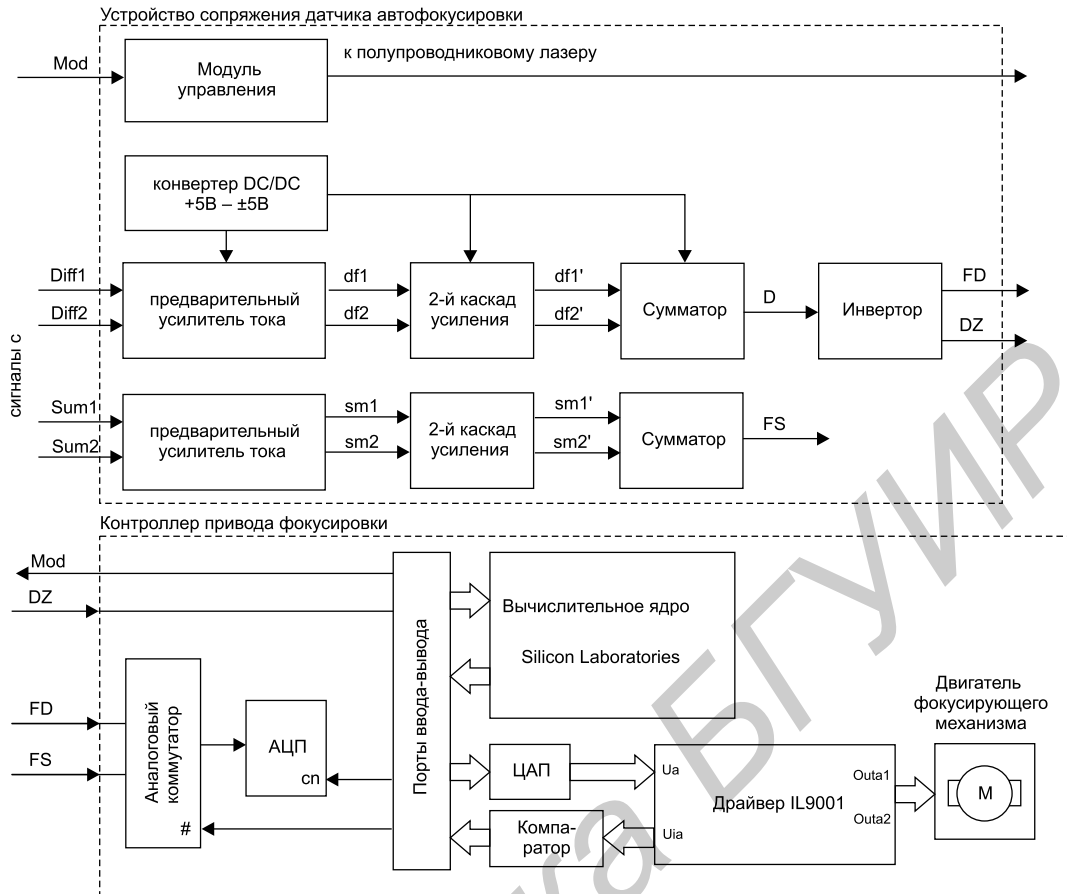 Устройство сопряжения датчика автофокусировки
Mod
Модуль
управления
к полупроводниковому лазеру
конвертер DC/DC
+5В – ±5В
сигналы с
Diff1
Diff2
предварительный
усилитель тока
df1
df2
2-й каскад
усиления
df1'
df2'
Сумматор
D
Инвертор
FD
DZ
Sum1
Sum2
предварительный
усилитель тока
sm1
sm2
2-й каскад
усиления
sm1'
sm2'
Сумматор
FS
Контроллер привода фокусировки
Mod
DZ
FD
FS
Аналоговый
коммутатор
#
АЦП
cn
Порты ввода-вывода
Вычислительное ядро
Silicon Laboratories
ЦАП
Компа-
ратор
Ua
Uia
Драйвер IL9001
Outa1
Outa2
Двигатель
фокусирующего
механизма
М
ка БГУИР